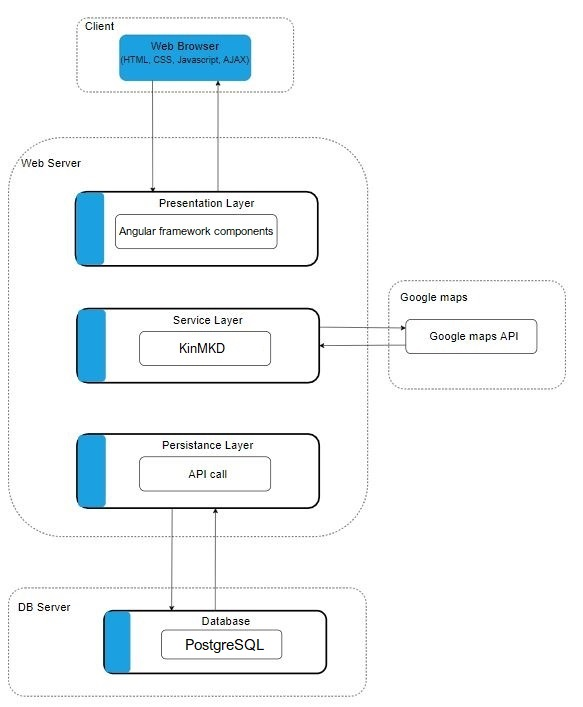 Client
Web Browser
(HTML, CSS, Javascript, AJAX)
Web Server
Presentation Layer
Angular framework components
Service Layer
KinMKD
Google maps
Google maps API
Persistance Layer
API call
DB Server
Database
PostgreSQL